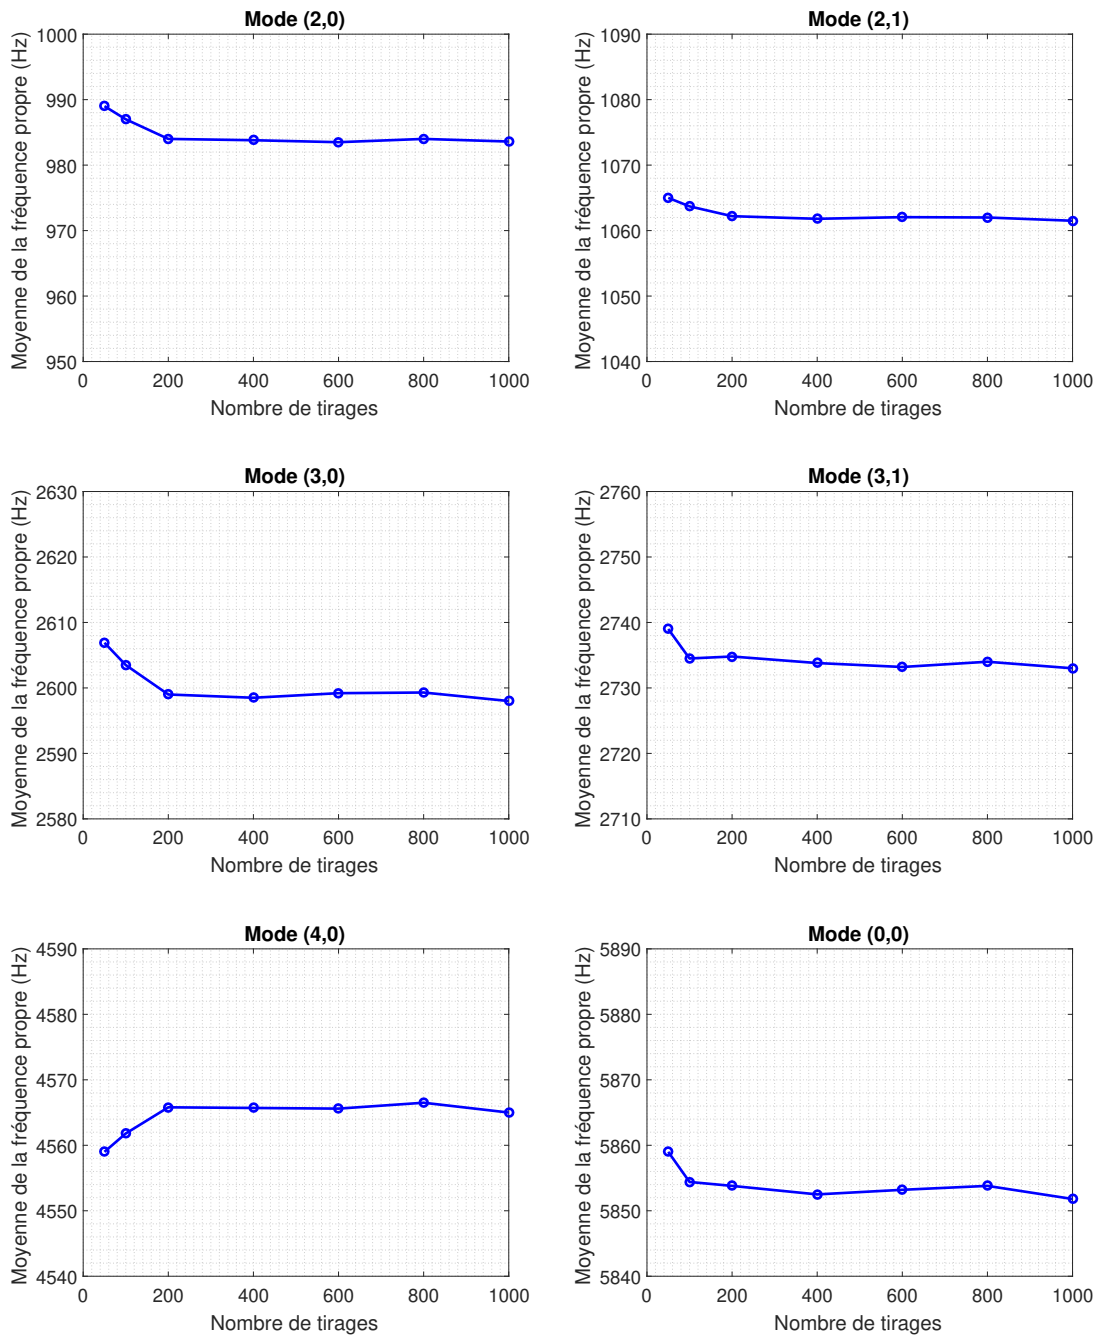 Mode (2,0)
Moyenne de la fréquence propre (Hz)
1000
990
980
970
960
950
0 200 400 600 800 1000
Nombre de tirages
Mode (2,1)
Moyenne de la fréquence propre (Hz)
1090
1080
1070
1060
1050
1040
0 200 400 600 800 1000
Nombre de tirages
Mode (3,0)
Moyenne de la fréquence propre (Hz)
2630
2620
2610
2600
2590
2580
0 200 400 600 800 1000
Nombre de tirages
Mode (3,1)
Moyenne de la fréquence propre (Hz)
2760
2750
2740
2730
2720
2710
0 200 400 600 800 1000
Nombre de tirages
Mode (4,0)
Moyenne de la fréquence propre (Hz)
4590
4580
4570
4560
4550
4540
0 200 400 600 800 1000
Nombre de tirages
Mode (0,0)
Moyenne de la fréquence propre (Hz)
5890
5880
5870
5860
5850
5840
0 200 400 600 800 1000
Nombre de tirages